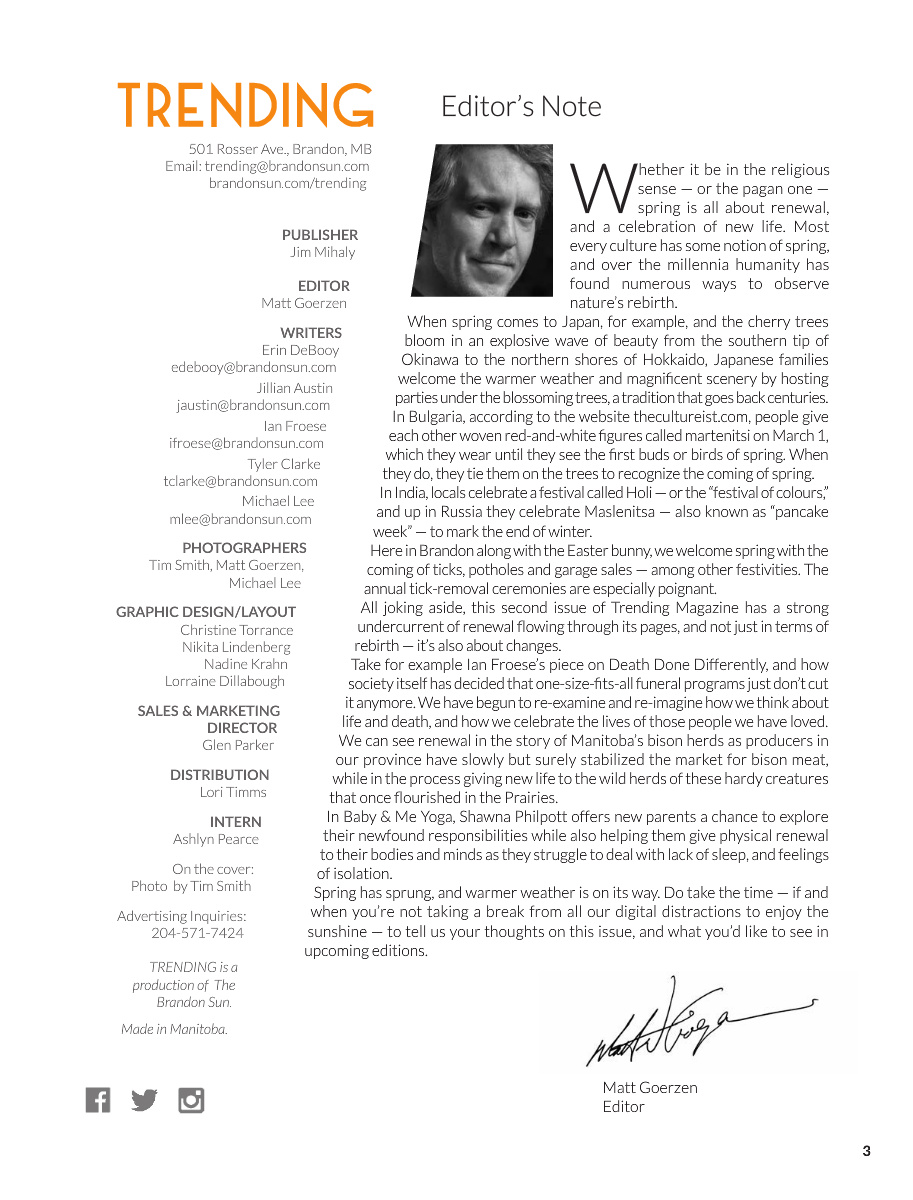 TRENDING
501 Rosser Ave., Brandon, MB
Email: trending@brandonsun.com
brandonsun.com/trending
PUBLISHER
Jim Mihaly
EDITOR
Matt Goerzen
WRITERS
Erin DeBooy
edebooy@brandonsun.com
Jillian Austin
jaustin@brandonsun.com
Ian Froese
ifroese@brandonsun.com
Tyler Clarke
tclarke@brandonsun.com
Michael Lee
mlee@brandonsun.com
PHOTOGRAPHERS
Tim Smith, Matt Goerzen,
Michael Lee
GRAPHIC DESIGN/LAYOUT
Christine Torrance
Nikita Lindenberg
Nadine Krahn
Lorraine Dillabough
SALES & MARKETING
DIRECTOR
Glen Parker
DISTRIBUTION
Lori Timms
INTERN
Ashlyn Pearce
On the cover:
Photo by Tim Smith
Advertising Inquiries:
204-571-7424
TRENDING is a
production of The
Brandon Sun.
Made in Manitoba.
Editor's Note
Whether it be in the religious
sense — or the pagan one —
spring is all about renewal,
and a celebration of new life. Most
every culture has some notion of spring,
and over the millennia humanity has
found numerous ways to observe
nature's rebirth.
When spring comes to Japan, for example, and the cherry trees
bloom in an explosive wave of beauty from the southern tip of
Okinawa to the northern shores of Hokkaido, Japanese families
welcome the warmer weather and magnificent scenery by hosting
parties under the blossoming trees, a tradition that goes back centuries.
In Bulgaria, according to the website thecultureist.com, people give
each other woven red-and-white figures called martenitsi on March 1,
which they wear until they see the first buds or birds of spring. When
they do, they tie them on the trees to recognize the coming of spring.
In India, locals celebrate a festival called Holi — or the "festival of colours,"
and up in Russia they celebrate Maslenitsa — also known as "pancake
week" — to mark the end of winter.
Here in Brandon along with the Easter bunny, we welcome spring with the
coming of ticks, potholes and garage sales — among other festivities. The
annual tick-removal ceremonies are especially poignant.
All joking aside, this second issue of Trending Magazine has a strong
undercurrent of renewal flowing through its pages, and not just in terms of
rebirth — it's also about changes.
Take for example Ian Froese's piece on Death Done Differently, and how
society itself has decided that one-size-fits-all funeral programs just don't cut
it anymore. We have begun to re-examine and re-imagine how we think about
life and death, and how we celebrate the lives of those people we have loved.
We can see renewal in the story of Manitoba's bison herds as producers in
our province have slowly but surely stabilized the market for bison meat,
while in the process giving new life to the wild herds of these hardy creatures
that once flourished in the Prairies.
In Baby & Me Yoga, Shawna Philpott offers new parents a chance to explore
their newfound responsibilities while also helping them give physical renewal
to their bodies and minds as they struggle to deal with lack of sleep, and feelings
of isolation.
Spring has sprung, and warmer weather is on its way. Do take the time — if and
when you're not taking a break from all our digital distractions to enjoy the
sunshine — to tell us your thoughts on this issue, and what you'd like to see in
upcoming editions.
Matt Goerzen
Editor
3